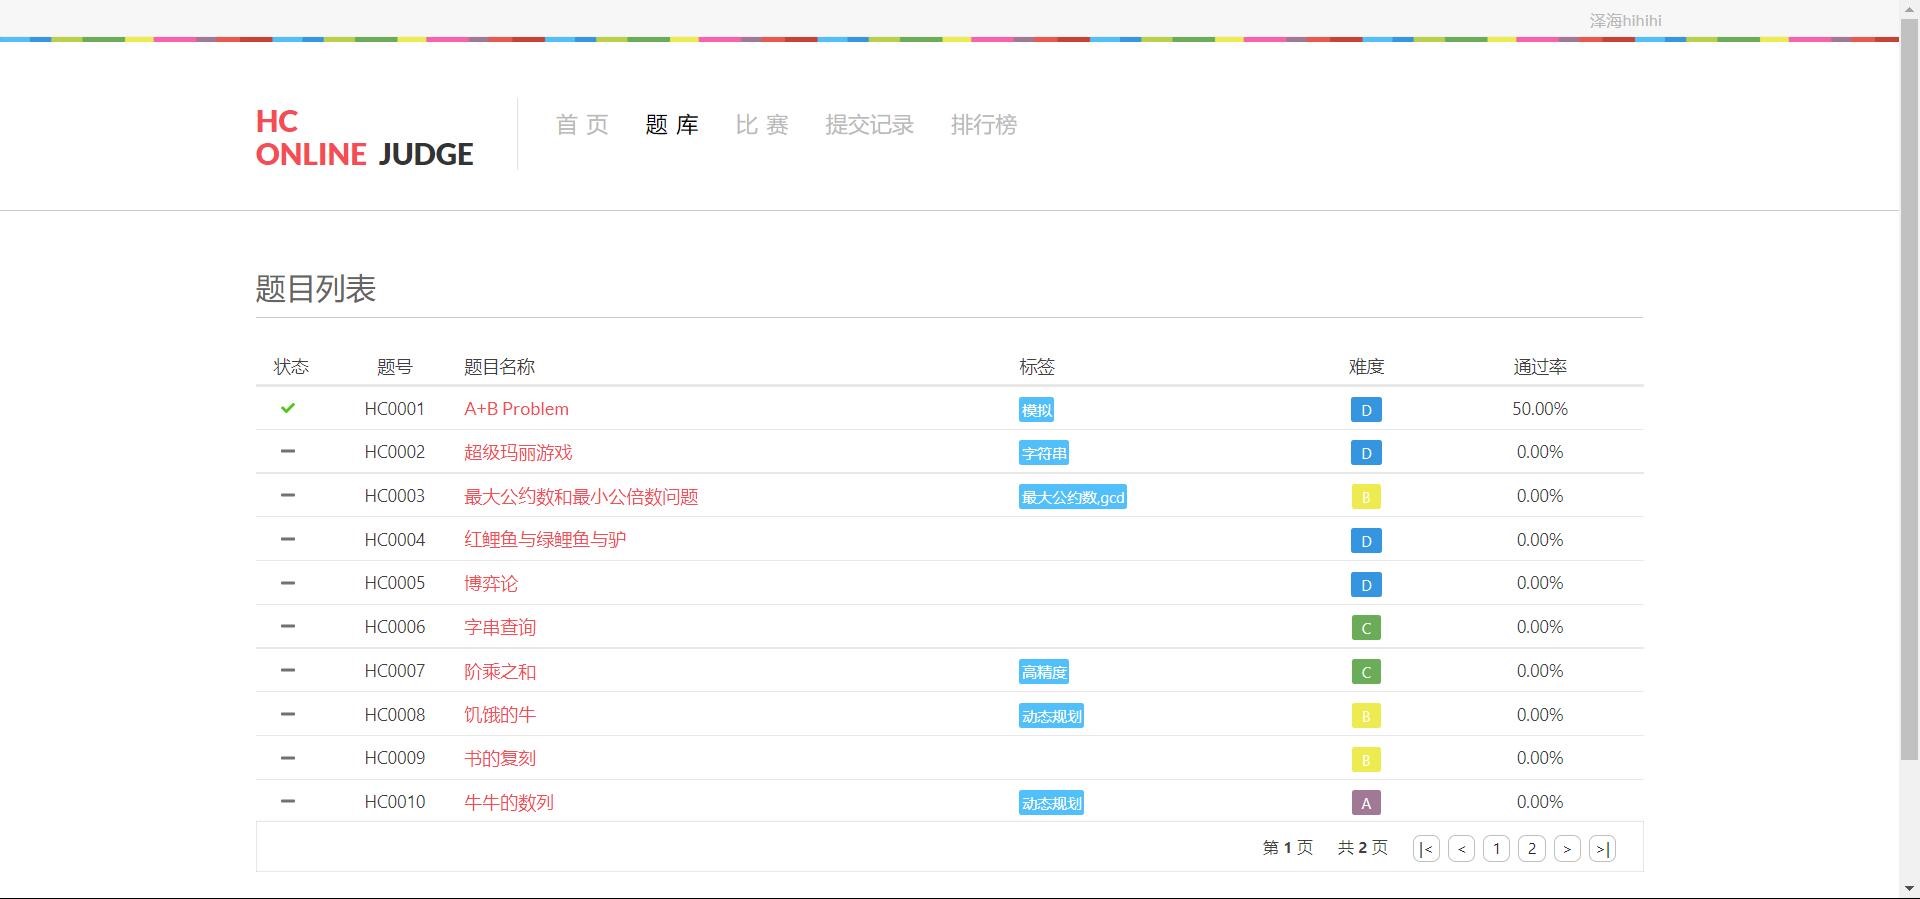 泽海hihihi
HC
ONLINE JUDGE
首 页 题 库 比 赛 提交记录 排行榜
题目列表
状态 题号 题目名称 标签 难度 通过率
HC0001 A+B Problem 模拟 D 50.00%
HC0002 超级玛丽游戏 字符串 D 0.00%
HC0003 最大公约数和最小公倍数问题 最大公约数,gcd B 0.00%
HC0004 红鲤鱼与绿鲤鱼与驴 D 0.00%
HC0005 博弈论 D 0.00%
HC0006 字串查询 C 0.00%
HC0007 阶乘之和 高精度 C 0.00%
HC0008 饥饿的牛 动态规划 B 0.00%
HC0009 书的复刻 B 0.00%
HC0010 牛牛的数列 动态规划 A 0.00%
第 1 页 共 2 页 |< < 1 2 > >|